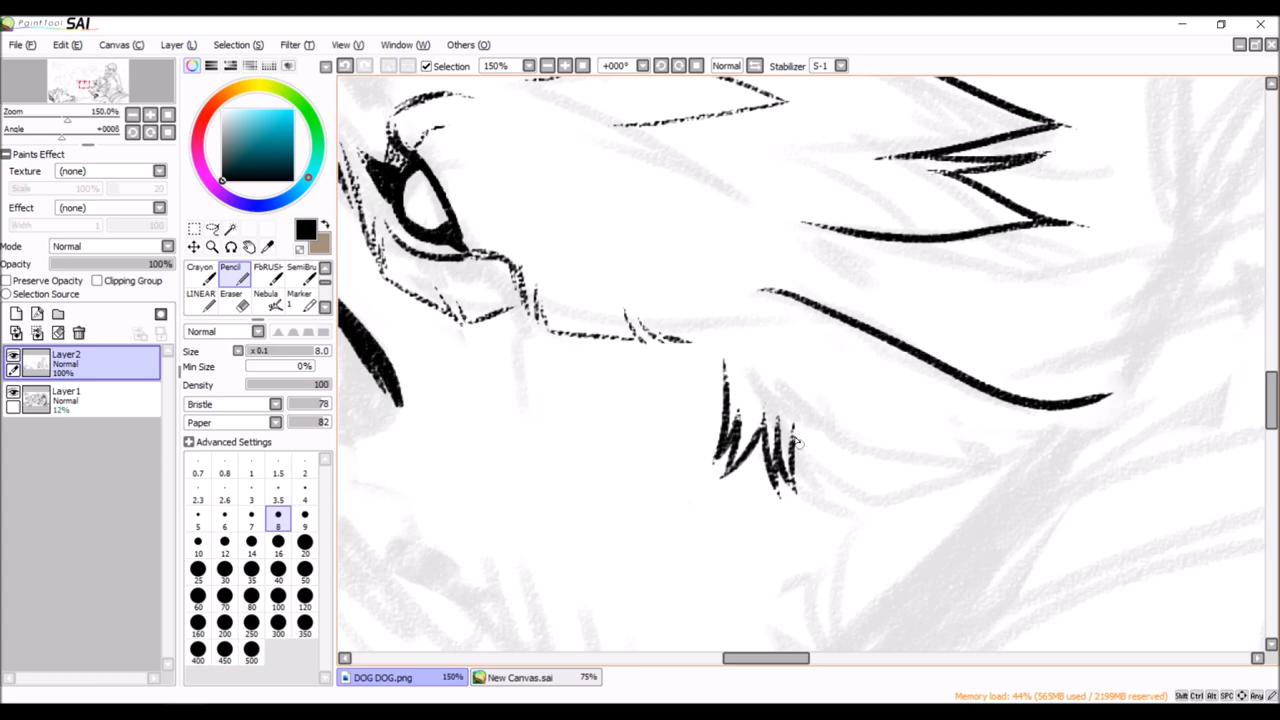 PaintTool SAI
File (F) Edit (E) Canvas (C) Layer (L) Selection (S) Filter (T) View (V) Window (W) Others (O)
Selection 150% +000° Normal Stabilizer S-1
Zoom 150.0%
Angle +000ß
Paints Effect
Texture (none)
Scale 100% 20
Effect (none)
Width 1 100
Mode Normal
Opacity 100%
Preserve Opacity Clipping Group
Selection Source
Layer2
Normal
100%
Layer1
Normal
12%
Crayon Pencil FbRUSH SemiBru
LINEAR Eraser Nebula Marker
1
Normal
Size x 0.1 8.0
Min Size 0%
Density 100
Bristle 78
Paper 82
Advanced Settings
0.7 0.8 1 1.5 2
2.3 2.6 3 3.5 4
5 6 7 8 9
10 12 14 16 20
25 30 35 40 50
60 70 80 100 120
160 200 250 300 350
400 450 500
DOG DOG.png 150% New Canvas.sai 75%
Memory load: 44% (565MB used / 2199MB reserved) Shift Ctrl Alt SPC Any